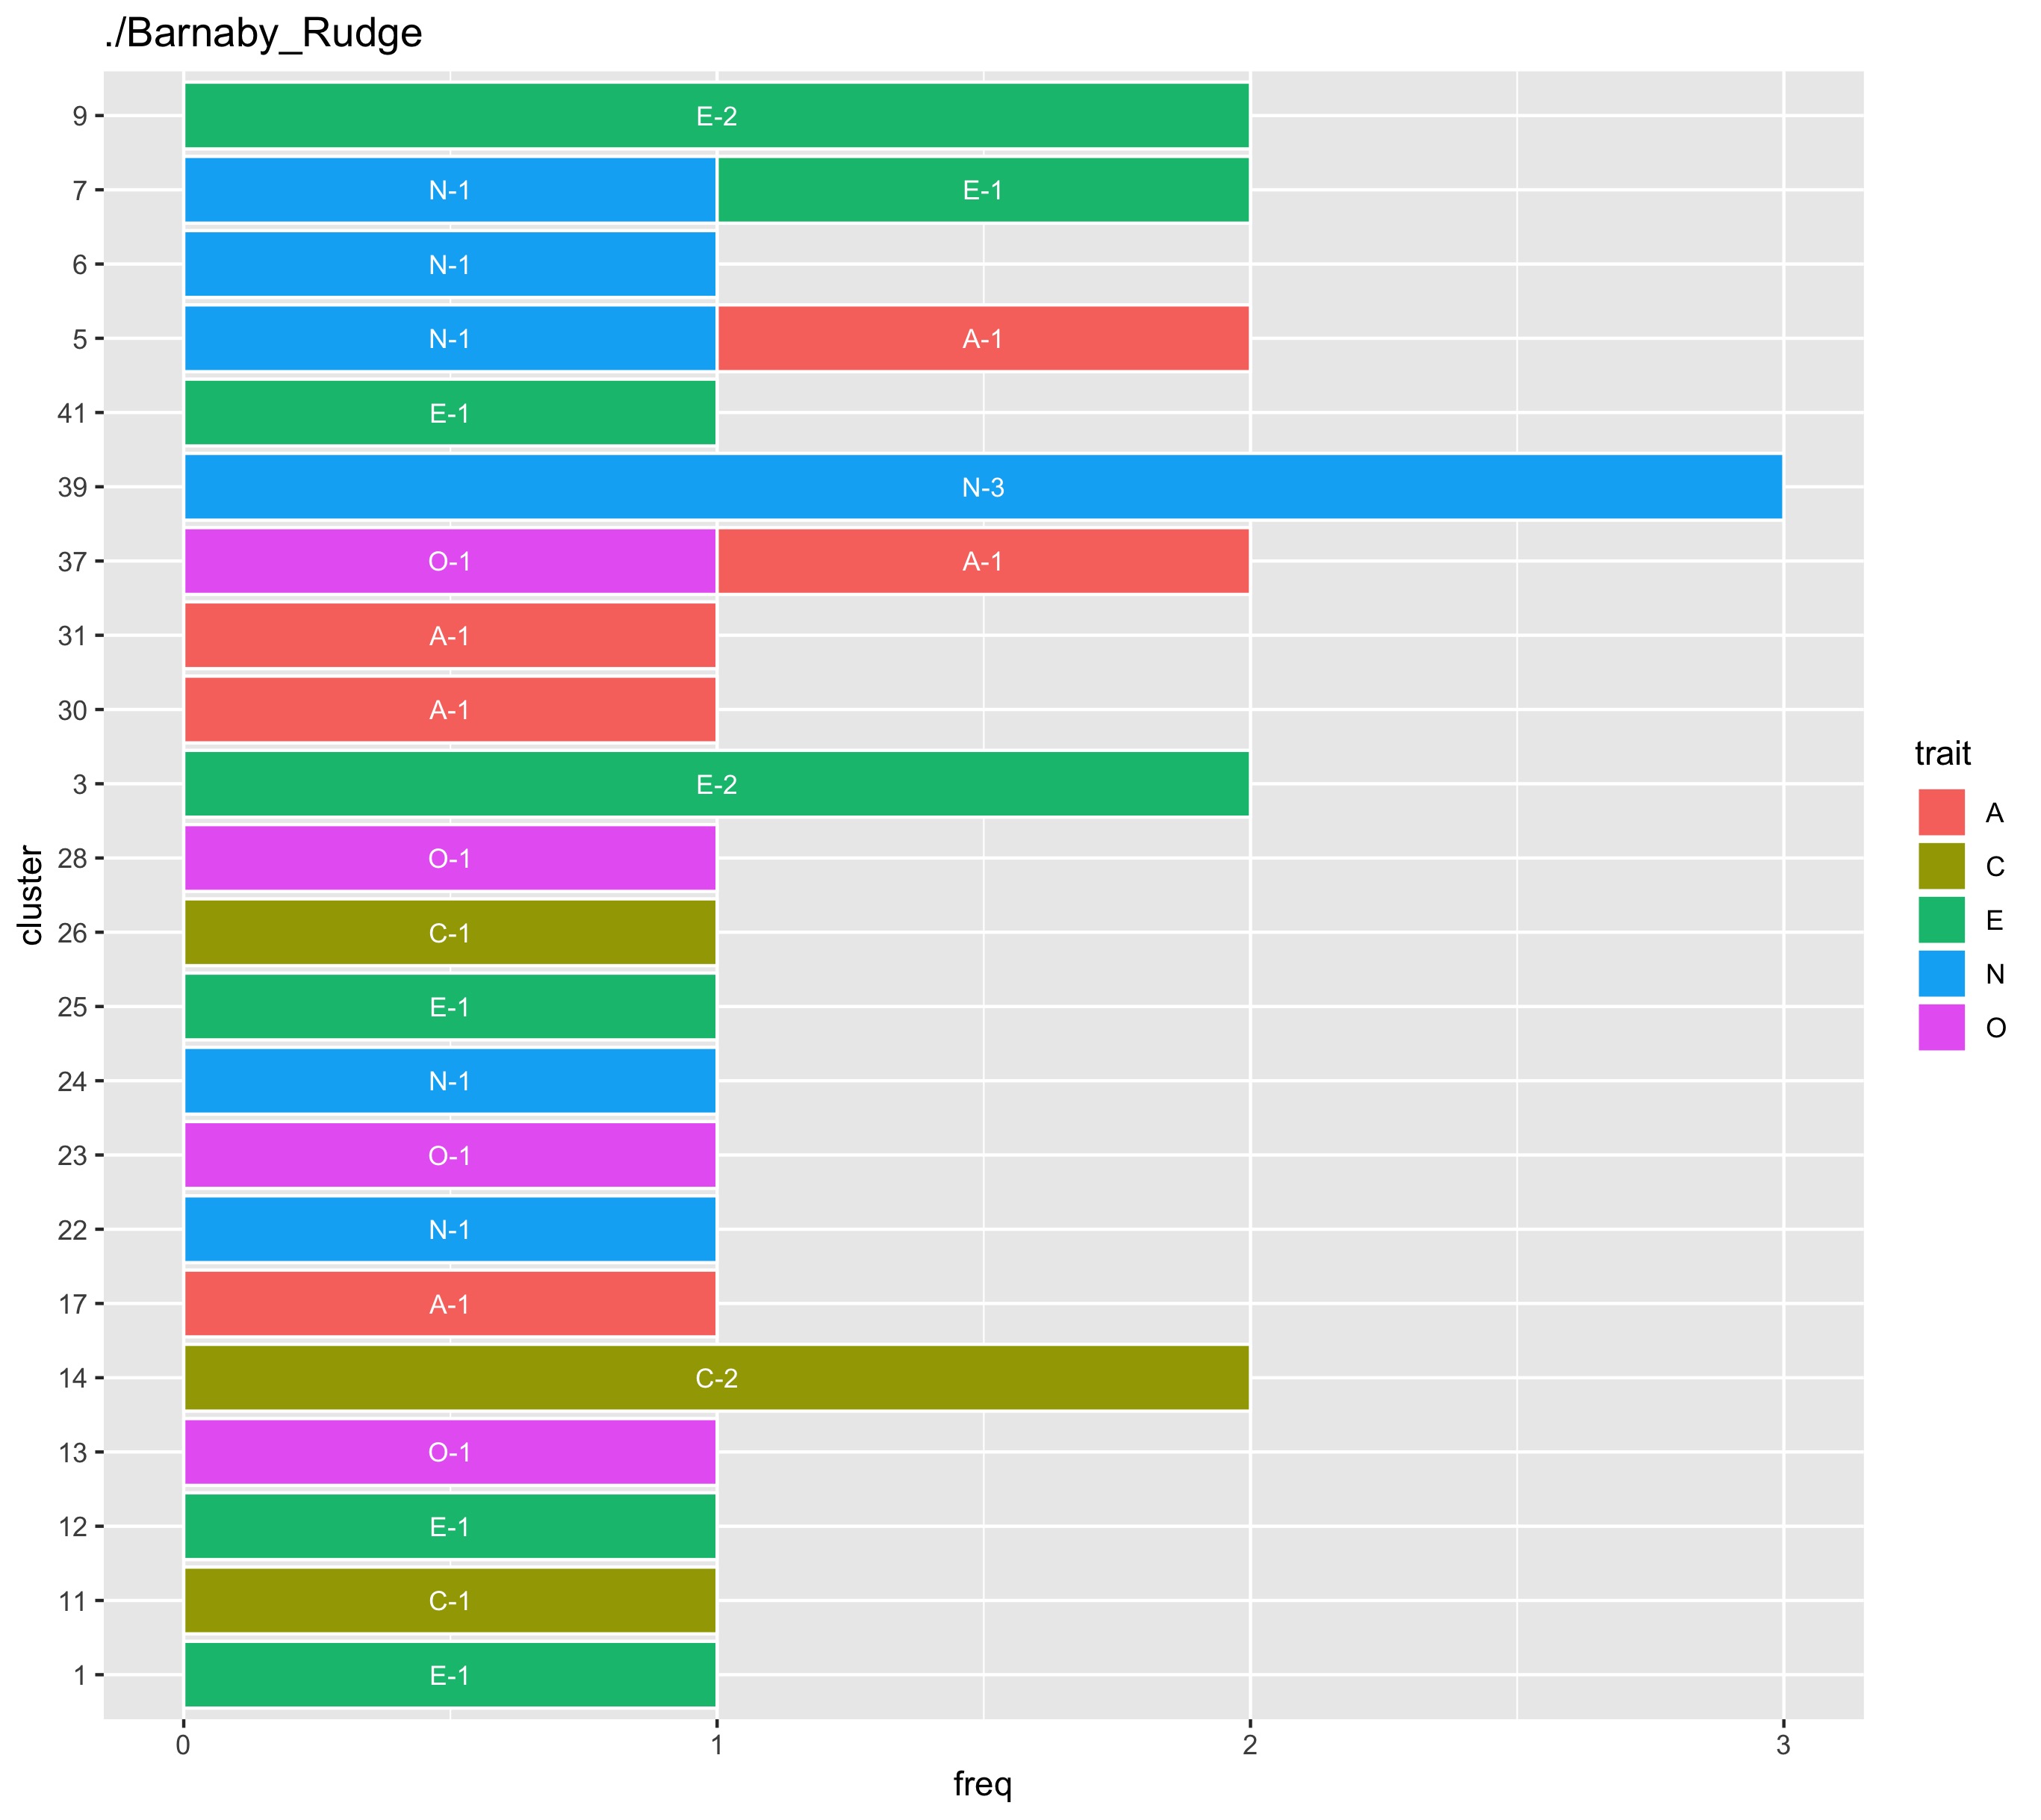 ./Barnaby_Rudge
9 E-2
7 N-1 E-1
6 N-1
5 N-1 A-1
41 E-1
39 N-3
37 O-1 A-1
31 A-1
30 A-1
3 E-2
28 O-1
26 C-1
25 E-1
24 N-1
23 O-1
22 N-1
17 A-1
14 C-2
13 O-1
12 E-1
11 C-1
1 E-1
0 1 2 3
freq
cluster
trait
A
C
E
N
O